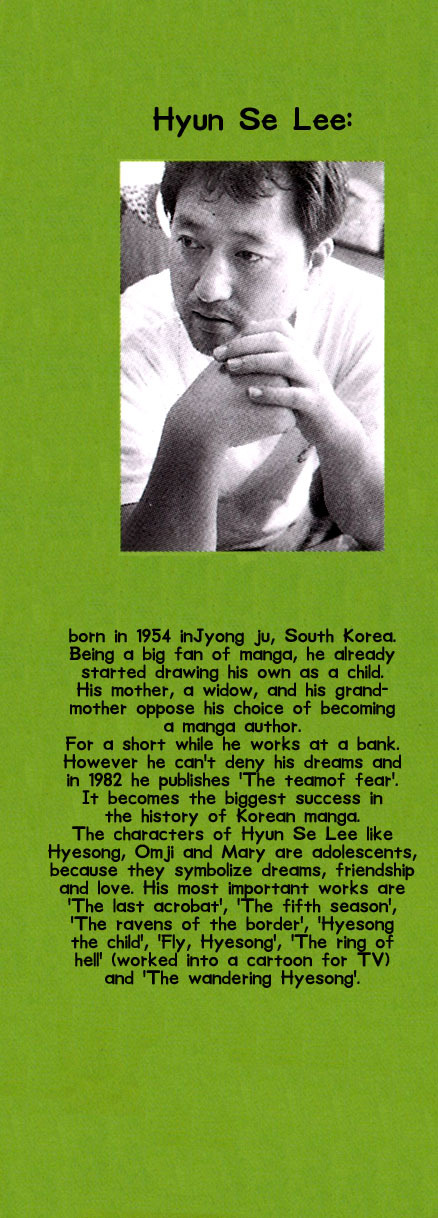 Hyun Se Lee:
born in 1954 inJyong ju, South Korea.
Being a big fan of manga, he already
started drawing his own as a child.
His mother, a widow, and his grand-
mother oppose his choice of becoming
a manga author.
For a short while he works at a bank.
However he can't deny his dreams and
in 1982 he publishes 'The teamof fear'.
It becomes the biggest success in
the history of Korean manga.
The characters of Hyun Se Lee like
Hyesong, Omji and Mary are adolescents,
because they symbolize dreams, friendship
and love. His most important works are
'The last acrobat', 'The fifth season',
'The ravens of the border', 'Hyesong
the child', 'Fly, Hyesong', 'The ring of
hell' (worked into a cartoon for TV)
and 'The wandering Hyesong'.